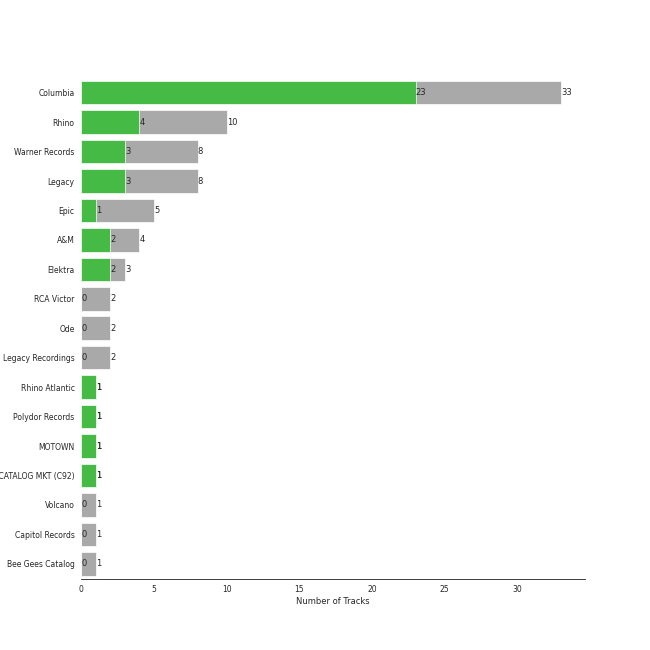 Columbia 23 33
Rhino 4 10
Warner Records 3 8
Legacy 3 8
Epic 1 5
A&M 2 4
Elektra 2 3
RCA Victor 0 2
Ode 0 2
Legacy Recordings 0 2
Rhino Atlantic 1
Polydor Records 1
MOTOWN 1
CATALOG MKT (C92) 1
Volcano 0 1
Capitol Records 0 1
Bee Gees Catalog 0 1
0 5 10 15 20 25 30
Number of Tracks